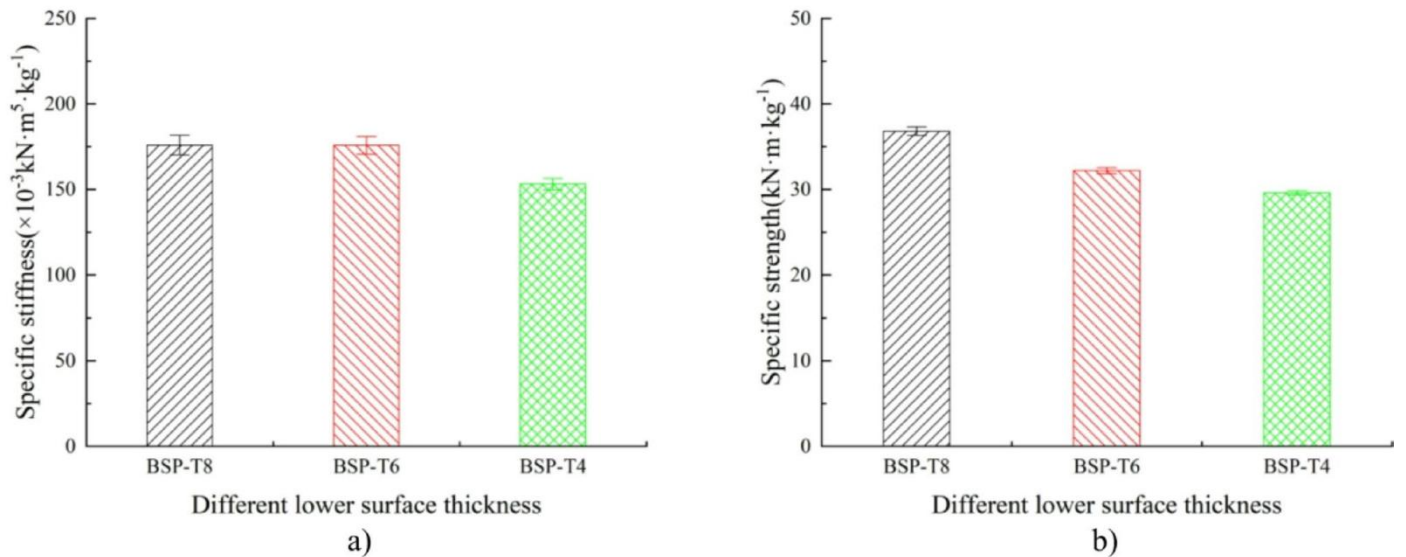 Specific stiffness(×10⁻³kN·m⁵·kg⁻¹)
250
200
150
100
50
0
BSP-T8 BSP-T6 BSP-T4
Different lower surface thickness
a)
Specific strength(kN·m·kg⁻¹)
50
40
30
20
10
0
BSP-T8 BSP-T6 BSP-T4
Different lower surface thickness
b)